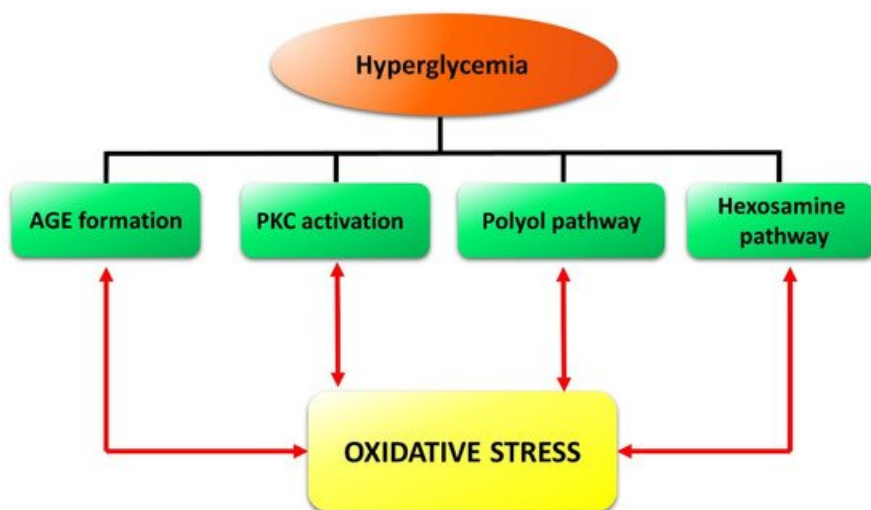 Hyperglycemia
AGE formation
PKC activation
Polyol pathway
Hexosamine
pathway
OXIDATIVE STRESS